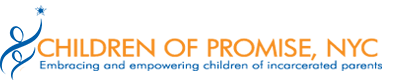 CHILDREN OF PROMISE, NYC
Embracing and empowering children of incarcerated parents